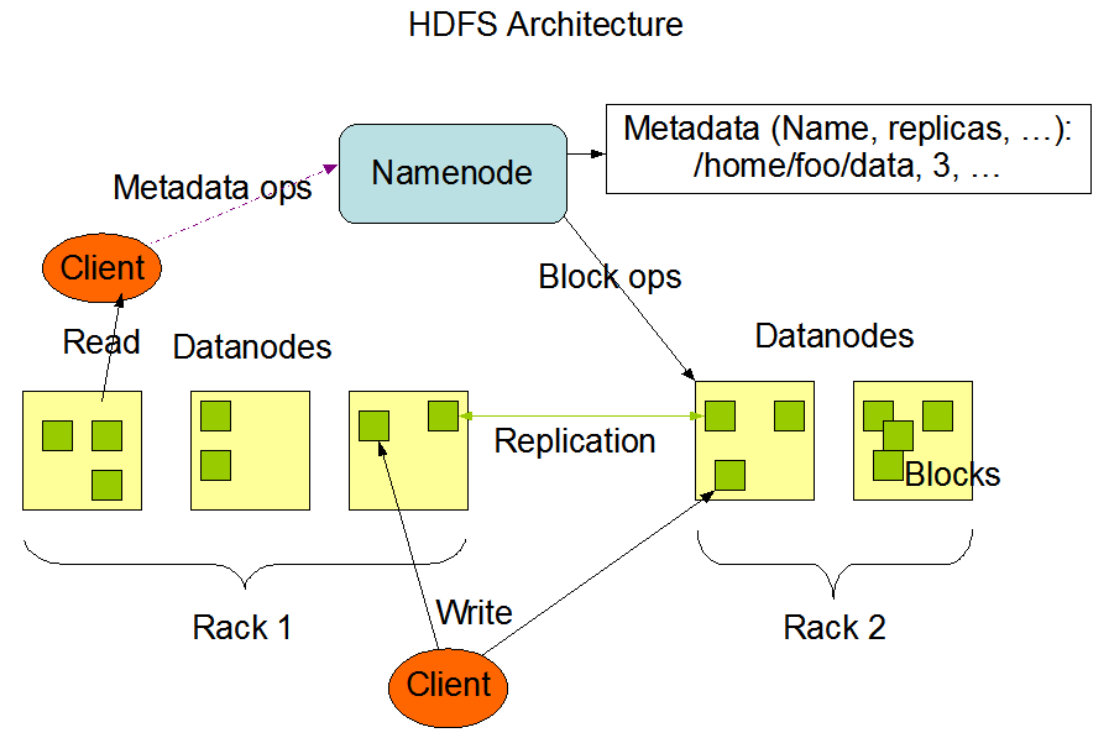 HDFS Architecture
Metadata (Name, replicas, …):
/home/foo/data, 3, …
Namenode
Metadata ops
Client
Block ops
Read
Datanodes
Datanodes
Replication
Blocks
Write
Rack 1
Rack 2
Client